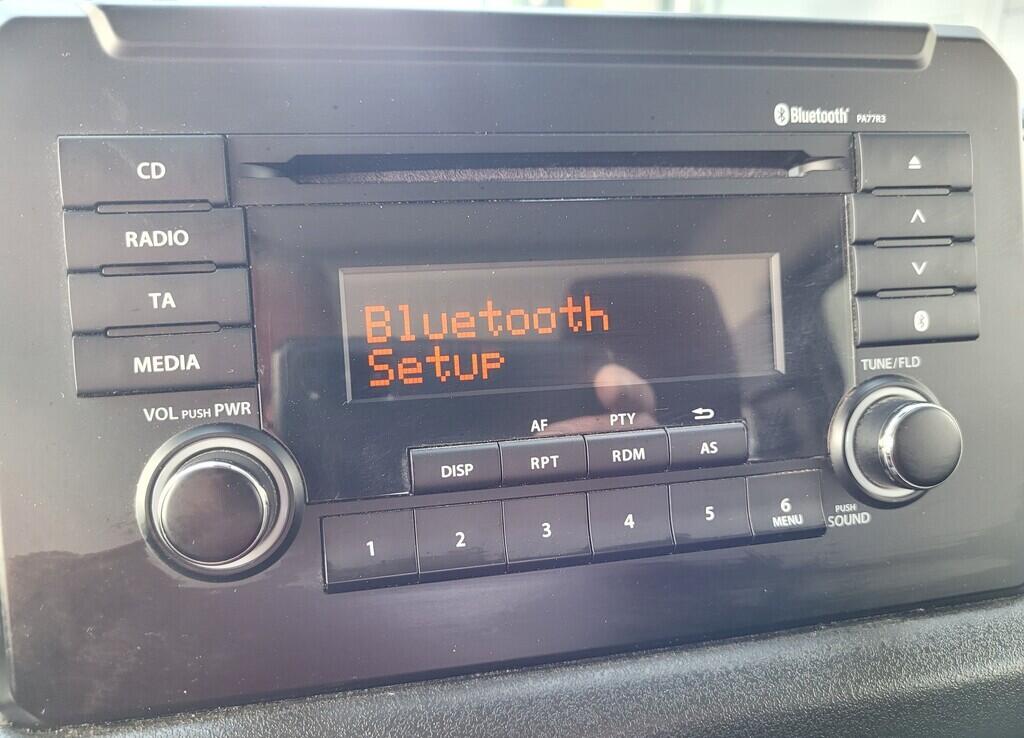 Bluetooth PA77R3
CD
RADIO
TA
MEDIA
VOL PUSH PWR
Bluetooth
Setup
TUNE/FLD
AF PTY
DISP RPT RDM AS
1 2 3 4 5 6
MENU
PUSH
SOUND